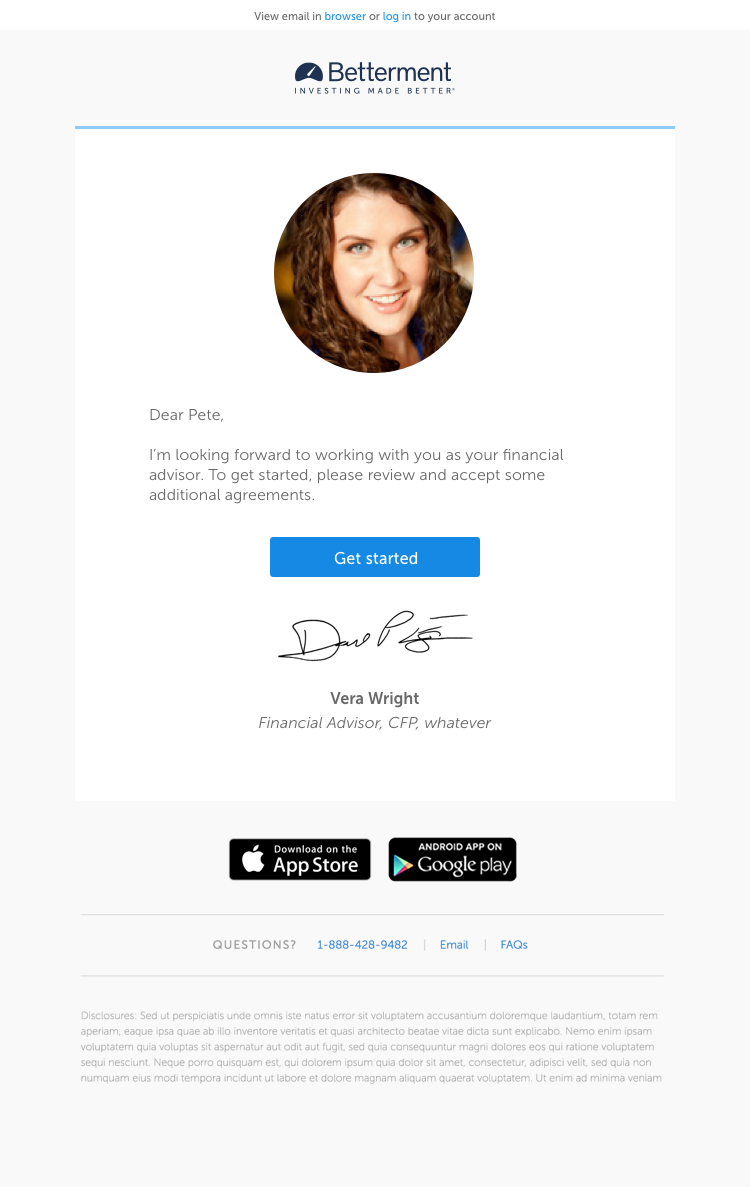 View email in browser or log in to your account
Betterment
INVESTING MADE BETTER®
Dear Pete,
I'm looking forward to working with you as your financial
advisor. To get started, please review and accept some
additional agreements.
Get started
Vera Wright
Financial Advisor, CFP, whatever
Download on the
App Store
ANDROID APP ON
Google play
QUESTIONS? 1-888-428-9482 | Email | FAQs
Disclosures: Sed ut perspiciatis unde omnis iste natus error sit voluptatem accusantium doloremque laudantium, totam rem
aperiam, eaque ipsa quae ab illo inventore veritatis et quasi architecto beatae vitae dicta sunt explicabo. Nemo enim ipsam
voluptatem quia voluptas sit aspernatur aut odit aut fugit, sed quia consequuntur magni dolores eos qui ratione voluptatem
sequi nesciunt. Neque porro quisquam est, qui dolorem ipsum quia dolor sit amet, consectetur, adipisci velit, sed quia non
numquam eius modi tempora incidunt ut labore et dolore magnam aliquam quaerat voluptatem. Ut enim ad minima veniam